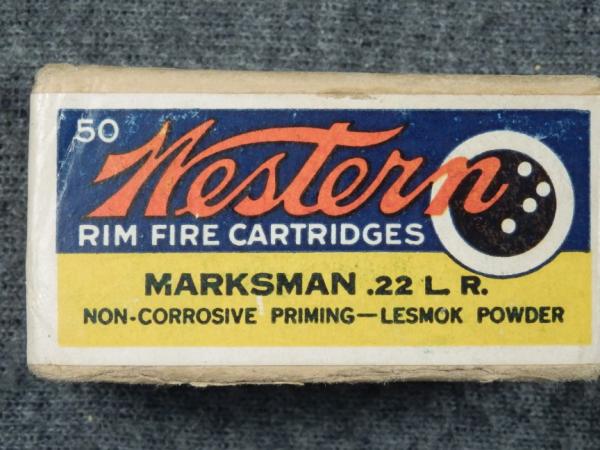 50
Western
RIM FIRE CARTRIDGES
MARKSMAN .22 L. R.
NON-CORROSIVE PRIMING—LESMOK POWDER